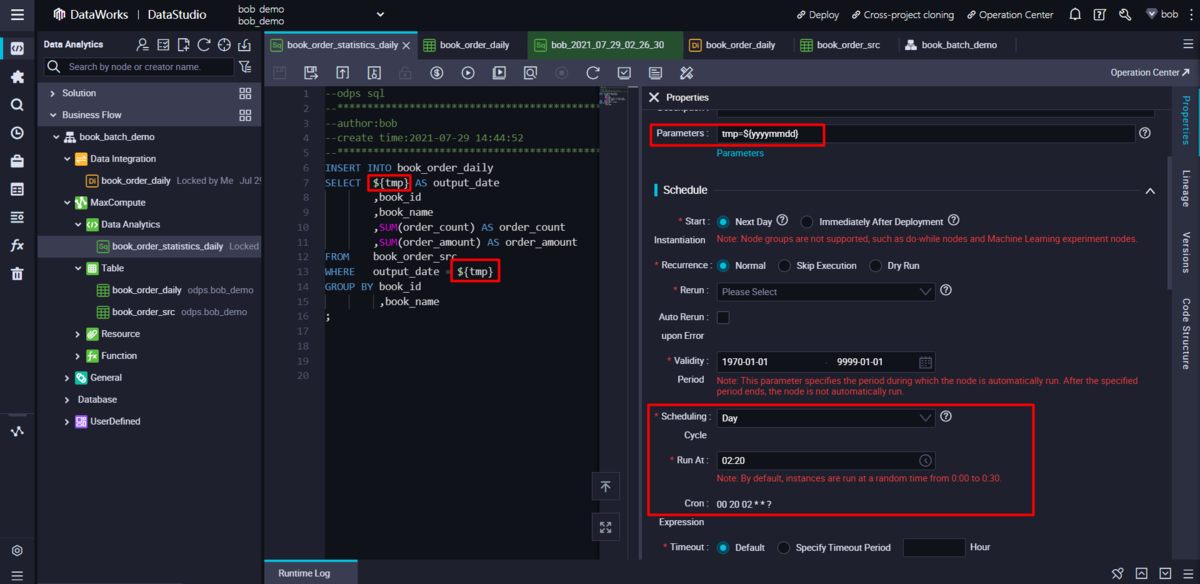 DataWorks | DataStudio
bob_demo
bob_demo
Deploy
Cross-project cloning
Operation Center
bob
Data Analytics
Search by node or creator name.
Solution
Business Flow
book_batch_demo
Data Integration
Di book_order_daily Locked by Me Jul 29
MaxCompute
Data Analytics
Sq book_order_statistics_daily Locked
Table
book_order_daily odps.bob_demo
book_order_src odps.bob_demo
Resource
Function
General
Database
UserDefined
Sq book_order_statistics_daily
book_order_daily
Sq bob_2021_07_29_02_26_30
Di book_order_daily
book_order_src
book_batch_demo
Operation Center
1 --odps sql
2
3 --author:bob
4 --create time:2021-07-29 14:44:52
5
6 INSERT INTO book_order_daily
7 SELECT ${tmp} AS output_date
8 ,book_id
9 ,book_name
10 ,SUM(order_count) AS order_count
11 ,SUM(order_amount) AS order_amount
12 FROM book_order_src
13 WHERE output_date = ${tmp}
14 GROUP BY book_id
15 ,book_name
16 ;
17
18
19
20
Runtime Log
Properties
Parameters : tmp=${yyyymmdd}
Parameters
Schedule
* Start : Next Day Immediately After Deployment
Instantiation Note: Node groups are not supported, such as do-while nodes and Machine Learning experiment nodes.
* Recurrence : Normal Skip Execution Dry Run
* Rerun : Please Select
Auto Rerun :
upon Error
* Validity : 1970-01-01 - 9999-01-01
Period Note: This parameter specifies the period during which the node is automatically run. After the specified
period ends, the node is not automatically run.
* Scheduling : Day
Cycle
* Run At : 02:20
Note: By default, instances are run at a random time from 0:00 to 0:30.
Cron : 00 20 02 * * ?
Expression
* Timeout : Default Specify Timeout Period Hour
Properties
Lineage
Versions
Code Structure